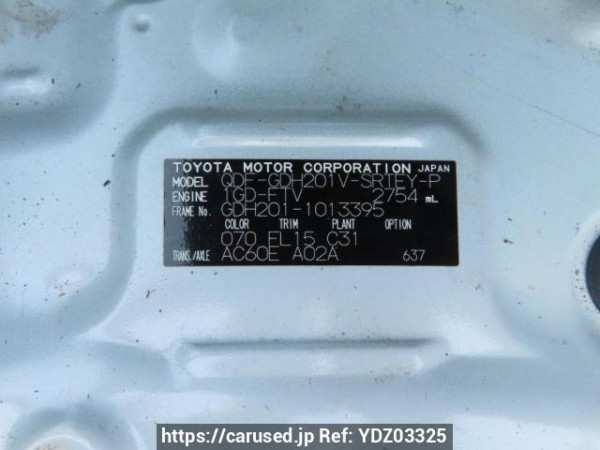 TOYOTA MOTOR CORPORATION JAPAN
MODEL QDF-GDH201V-SRTEY-P
ENGINE 1GD-FTV 2754 mL
FRAME No. GDH201-1013395
COLOR TRIM PLANT OPTION
070 FL15 C31
TRANS./AXLE AC60E A02A 637
https://carused.jp Ref: YDZ03325